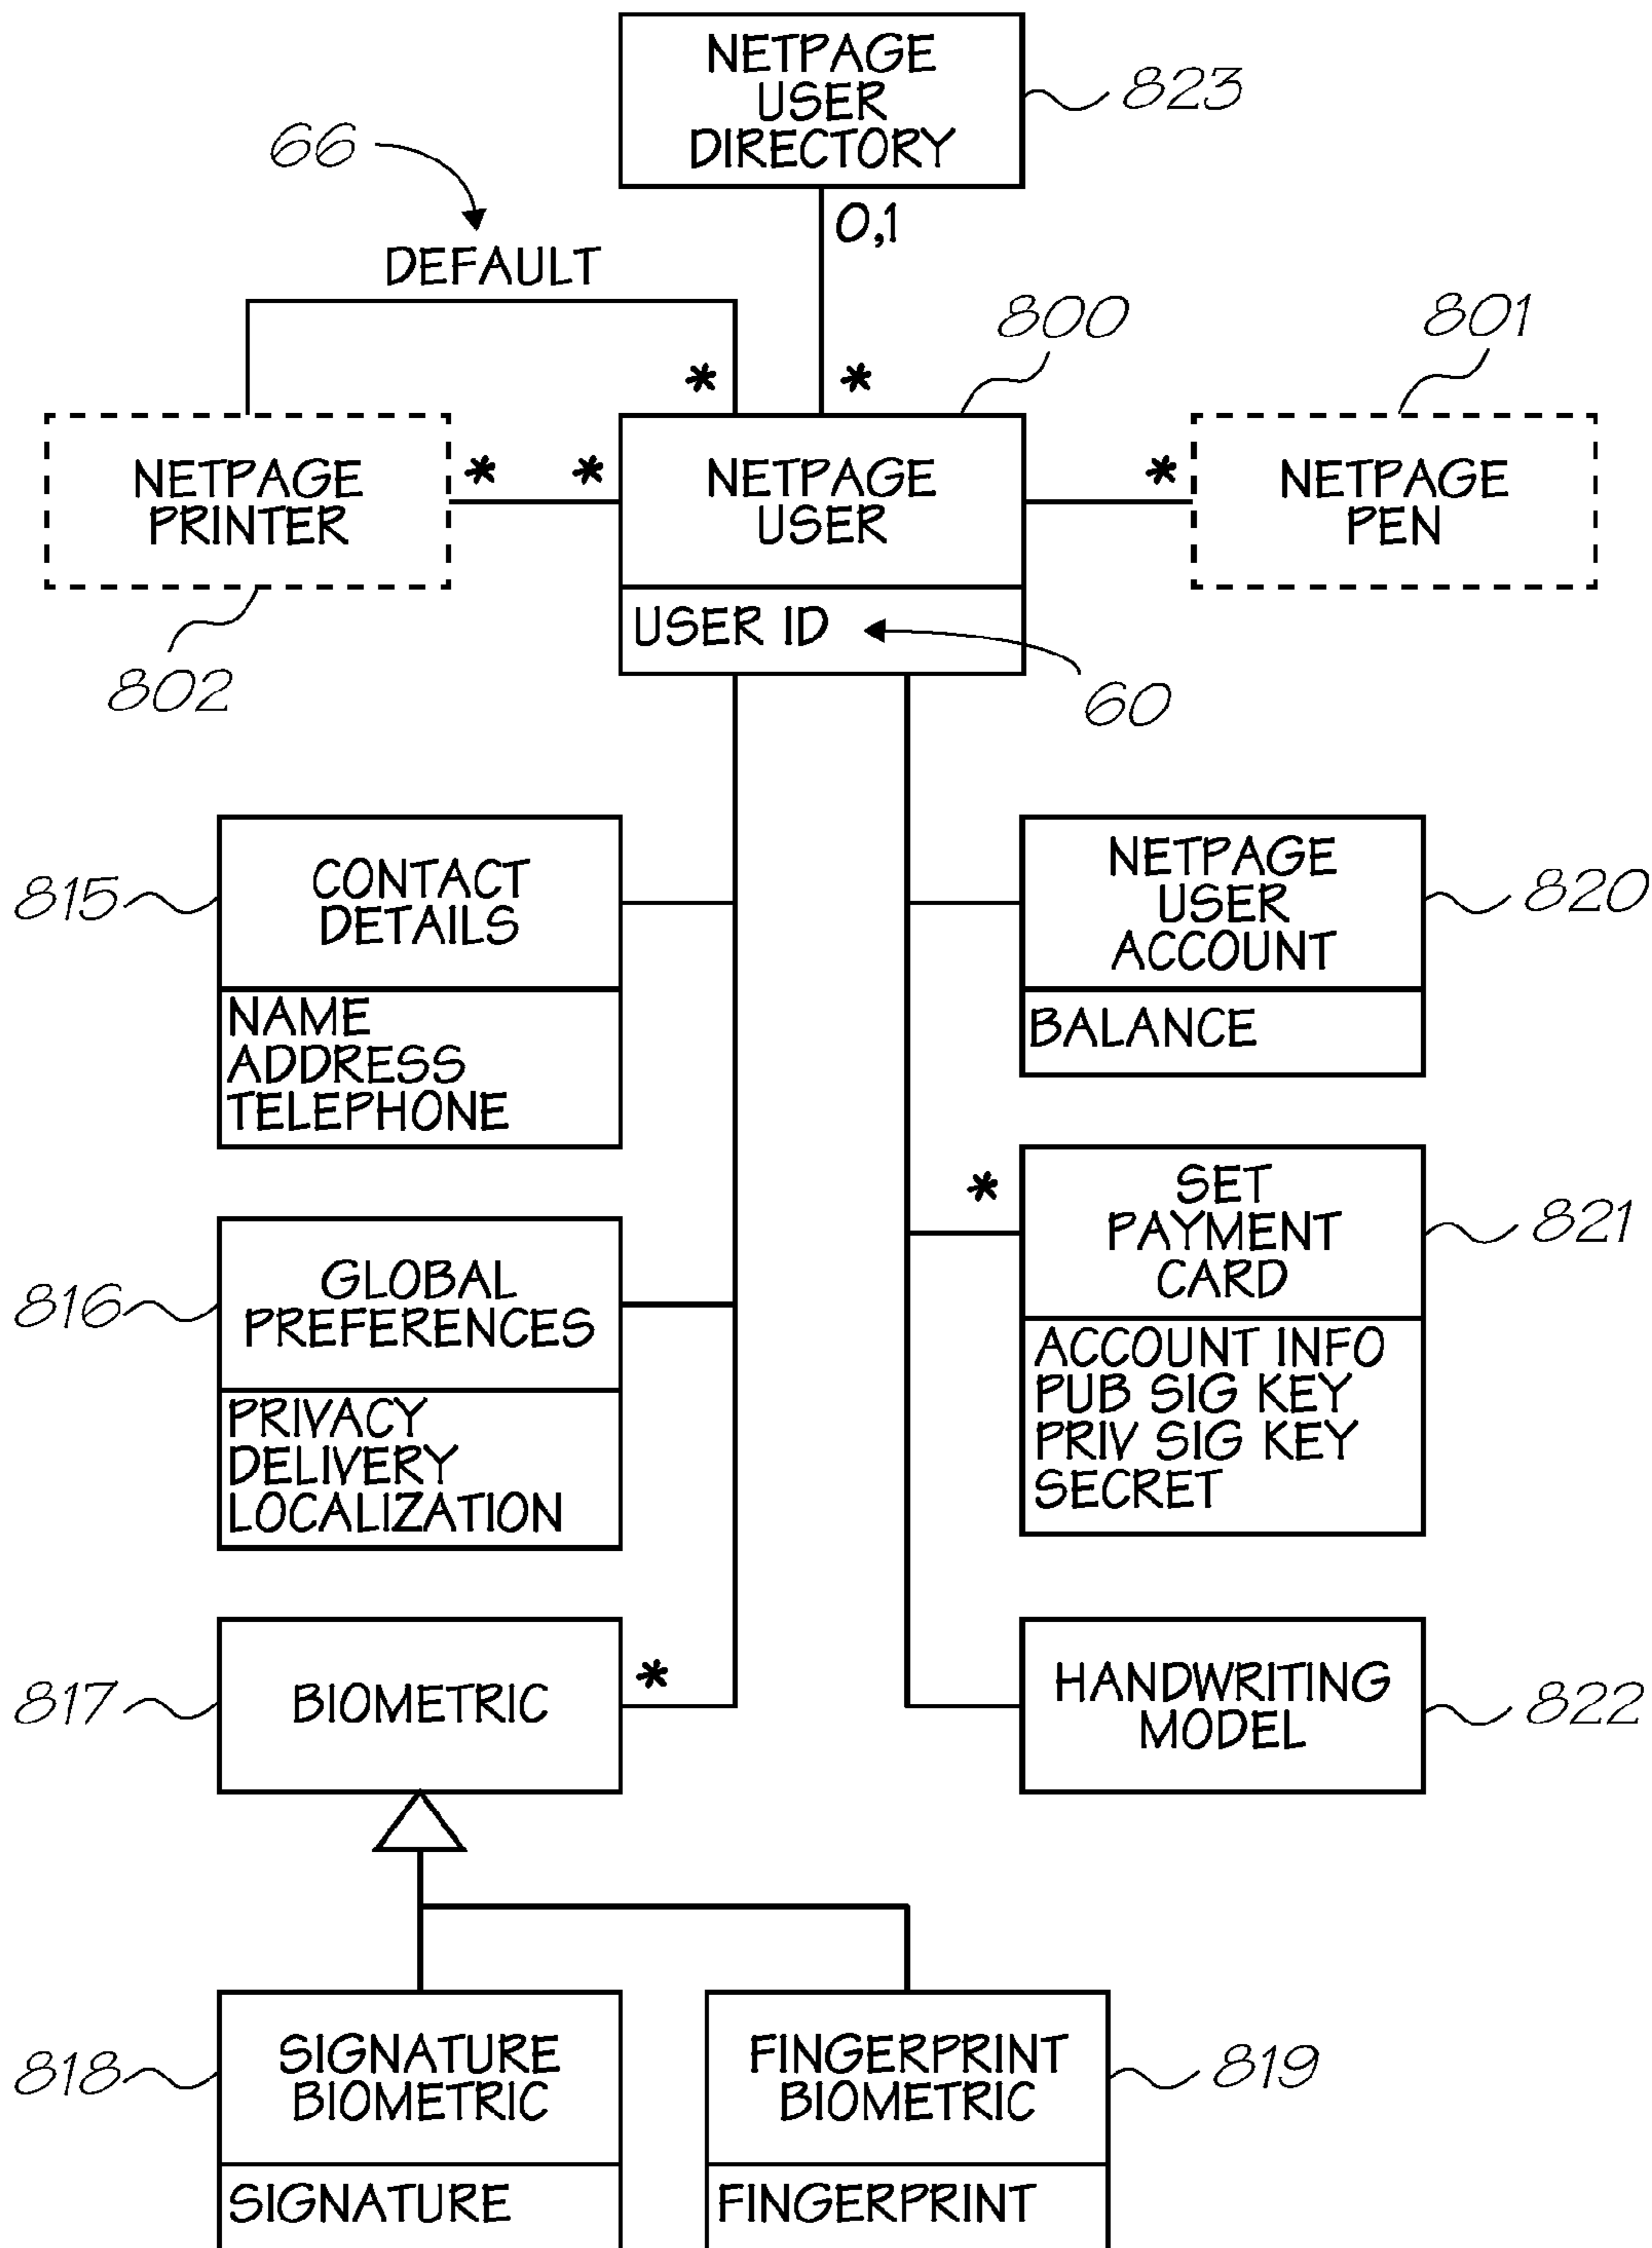 NETPAGE
USER
DIRECTORY
823
66
0,1
DEFAULT
800
801
*
*
NETPAGE
PRINTER
*
*
NETPAGE
USER
*
NETPAGE
PEN
USER ID
802
60
815
CONTACT
DETAILS
NAME
ADDRESS
TELEPHONE
NETPAGE
USER
ACCOUNT
820
BALANCE
816
GLOBAL
PREFERENCES
PRIVACY
DELIVERY
LOCALIZATION
*
SET
PAYMENT
CARD
821
ACCOUNT INFO
PUB SIG KEY
PRIV SIG KEY
SECRET
817
BIOMETRIC
*
HANDWRITING
MODEL
822
818
SIGNATURE
BIOMETRIC
SIGNATURE
FINGERPRINT
BIOMETRIC
819
FINGERPRINT